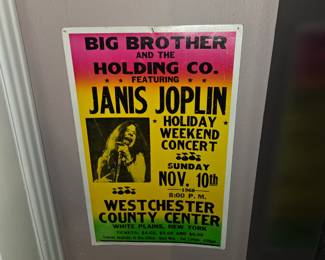 BIG BROTHER
AND THE
HOLDING CO.
FEATURING
JANIS JOPLIN
HOLIDAY
WEEKEND
CONCERT
SUNDAY
NOV. 10th
1968
8:00 P. M.
WESTCHESTER
COUNTY CENTER
WHITE PLAINS, NEW YORK